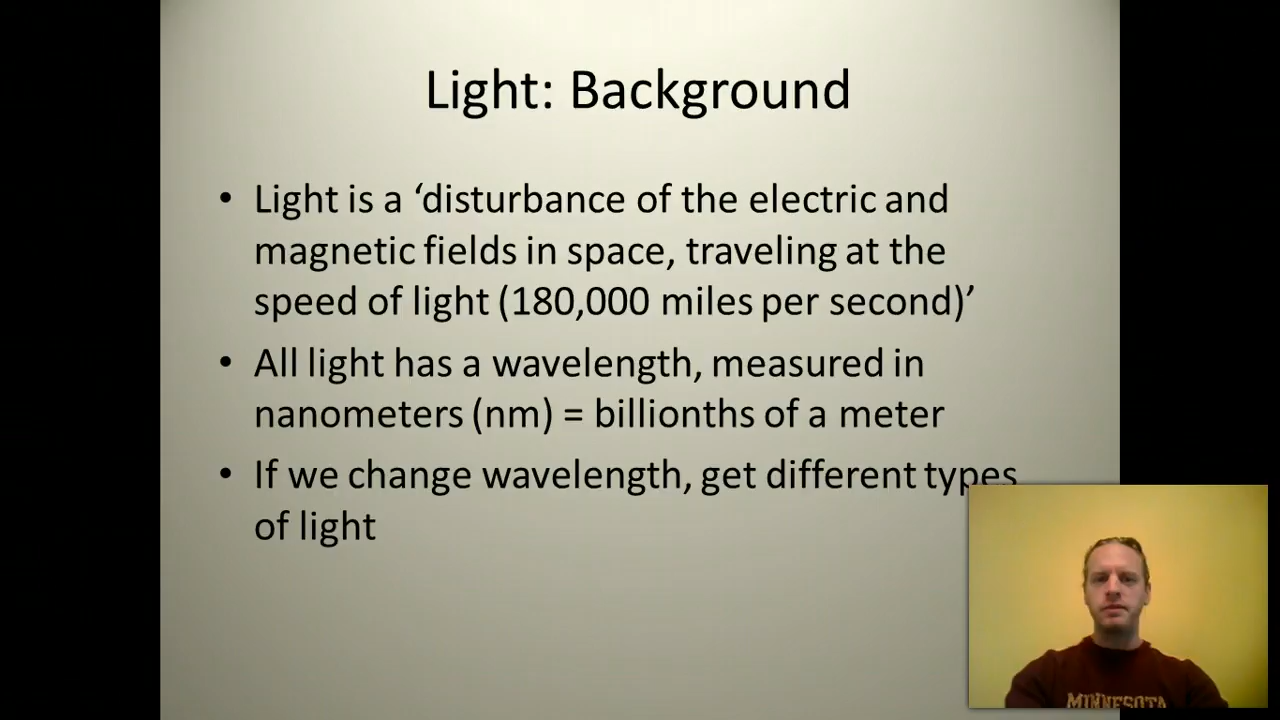 Light: Background
• Light is a ‘disturbance of the electric and
magnetic fields in space, traveling at the
speed of light (180,000 miles per second)’
• All light has a wavelength, measured in
nanometers (nm) = billionths of a meter
• If we change wavelength, get different types
of light
MINNESOTA